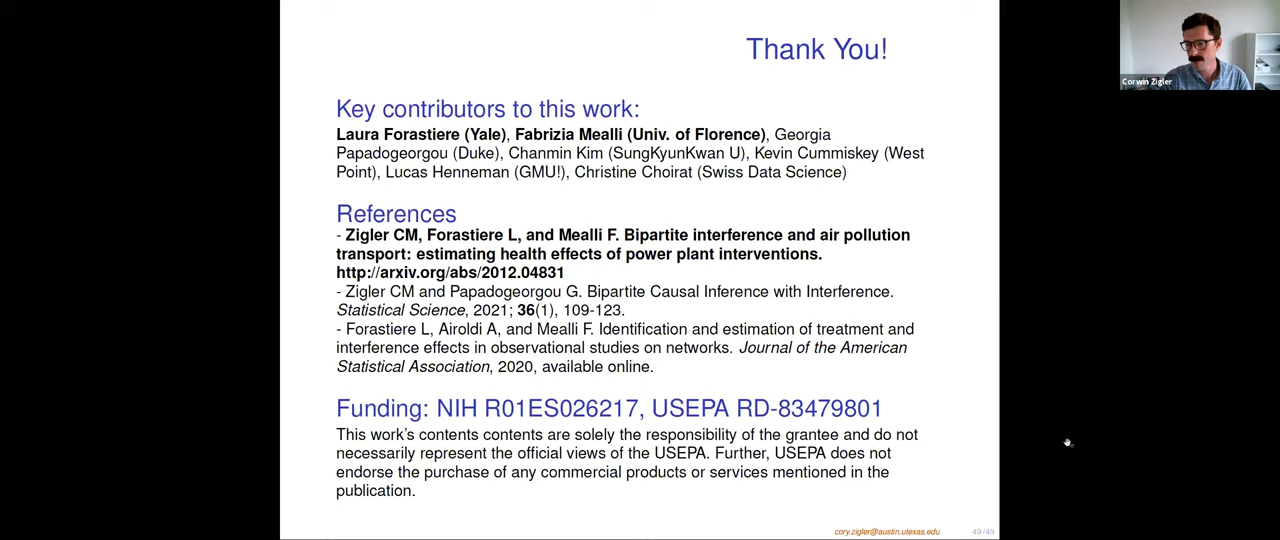 Thank You!
Corwin Zigler
Key contributors to this work:
Laura Forastiere (Yale), Fabrizia Mealli (Univ. of Florence), Georgia
Papadogeorgou (Duke), Chanmin Kim (SungKyunKwan U), Kevin Cummiskey (West
Point), Lucas Henneman (GMU!), Christine Choirat (Swiss Data Science)
References
- Zigler CM, Forastiere L, and Mealli F. Bipartite interference and air pollution
transport: estimating health effects of power plant interventions.
http://arxiv.org/abs/2012.04831
- Zigler CM and Papadogeorgou G. Bipartite Causal Inference with Interference.
Statistical Science, 2021; 36(1), 109-123.
- Forastiere L, Airoldi A, and Mealli F. Identification and estimation of treatment and
interference effects in observational studies on networks. Journal of the American
Statistical Association, 2020, available online.
Funding: NIH R01ES026217, USEPA RD-83479801
This work's contents contents are solely the responsibility of the grantee and do not
necessarily represent the official views of the USEPA. Further, USEPA does not
endorse the purchase of any commercial products or services mentioned in the
publication.
cory.zigler@austin.utexas.edu 49/49